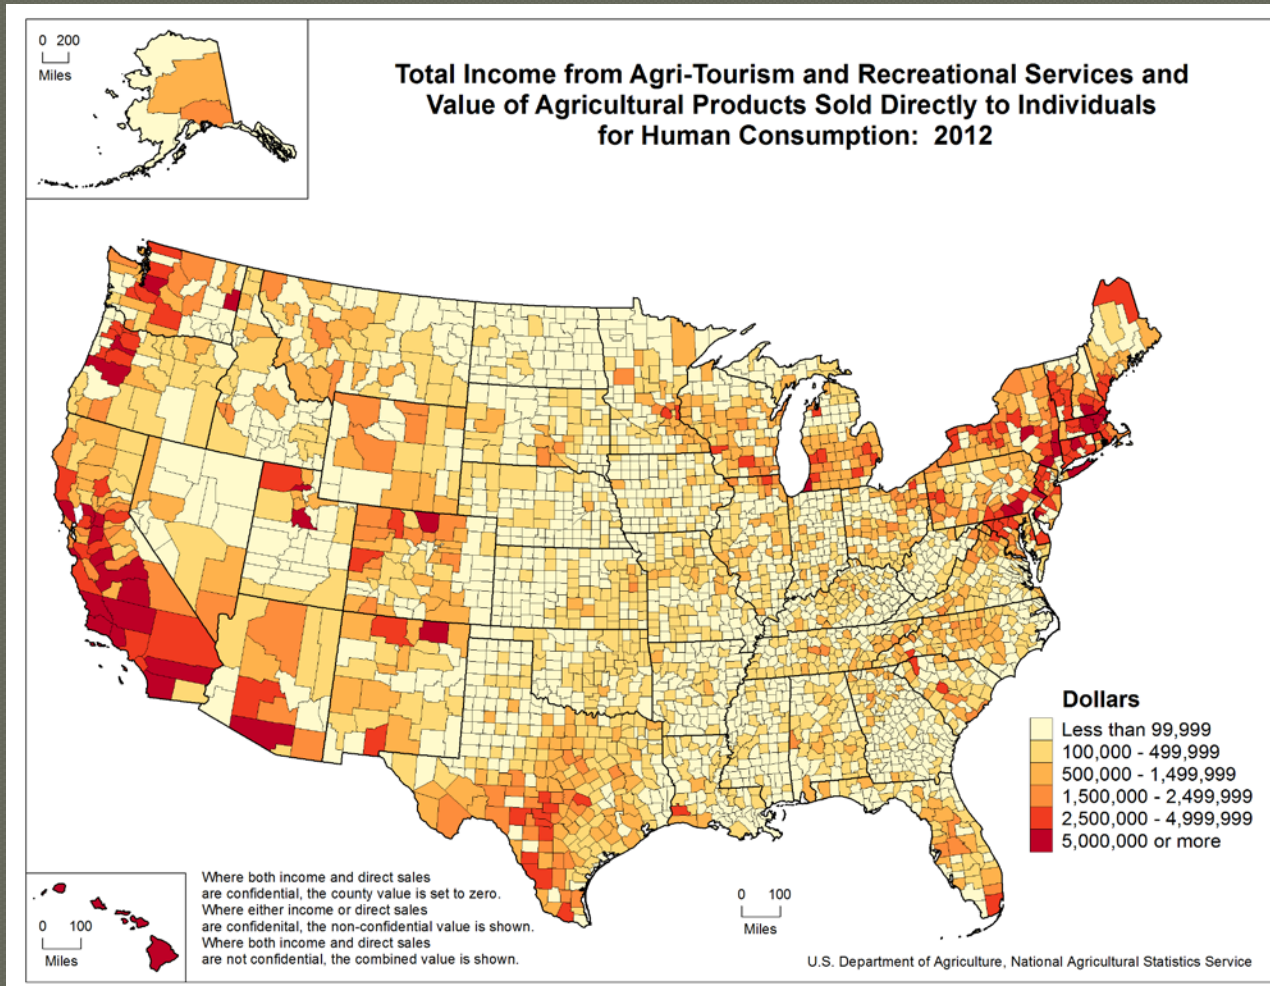 0 200
Miles
Total Income from Agri-Tourism and Recreational Services and
Value of Agricultural Products Sold Directly to Individuals
for Human Consumption: 2012
Dollars
Less than 99,999
100,000 - 499,999
500,000 - 1,499,999
1,500,000 - 2,499,999
2,500,000 - 4,999,999
5,000,000 or more
0 100
Miles
Where both income and direct sales
are confidential, the county value is set to zero.
Where either income or direct sales
are confidenital, the non-confidential value is shown.
Where both income and direct sales
are not confidential, the combined value is shown.
0 100
Miles
U.S. Department of Agriculture, National Agricultural Statistics Service